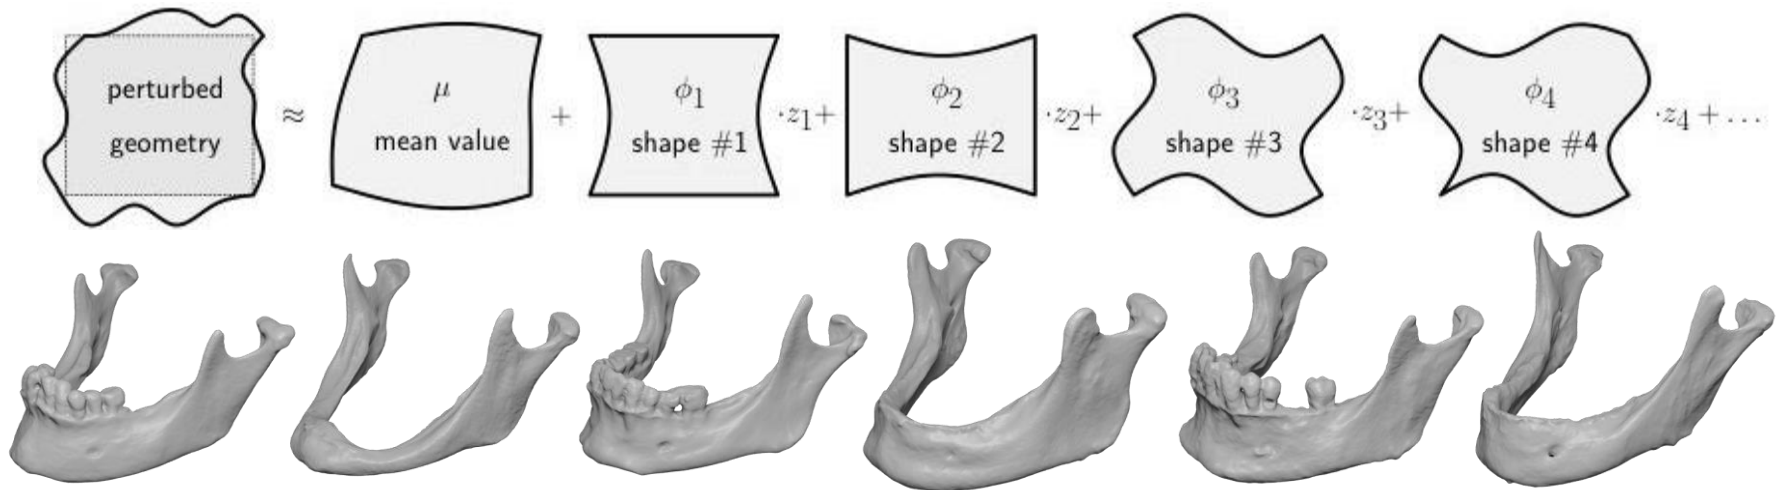 perturbed
geometry
≈
μ
mean value
+
ϕ₁
shape #1
·z₁+
ϕ₂
shape #2
·z₂+
ϕ₃
shape #3
·z₃+
ϕ₄
shape #4
·z₄ + ...